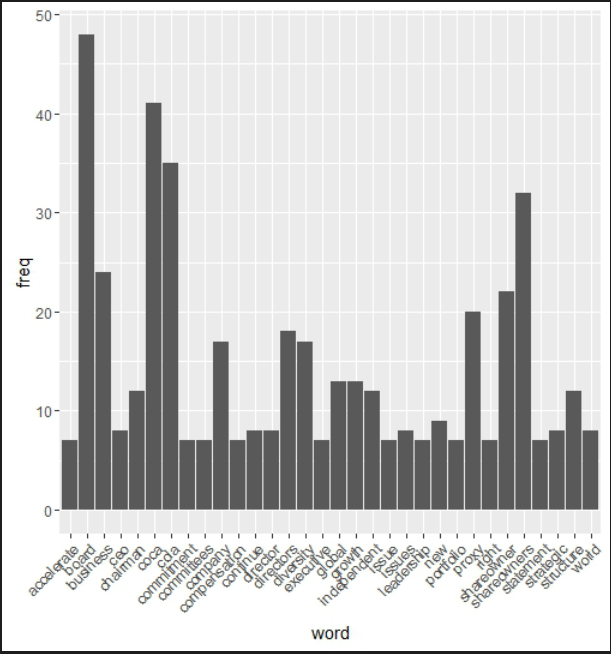 50
40
30
20
10
0
freq
accelerate
board
business
ceo
chairman
coca
cola
commitment
committees
company
compensation
continue
director
directors
diversity
executive
global
growth
independent
Issue
Issues
leadership
new
portfolio
proxy
right
shareowner
shareowners
statement
strategic
structure
world
word